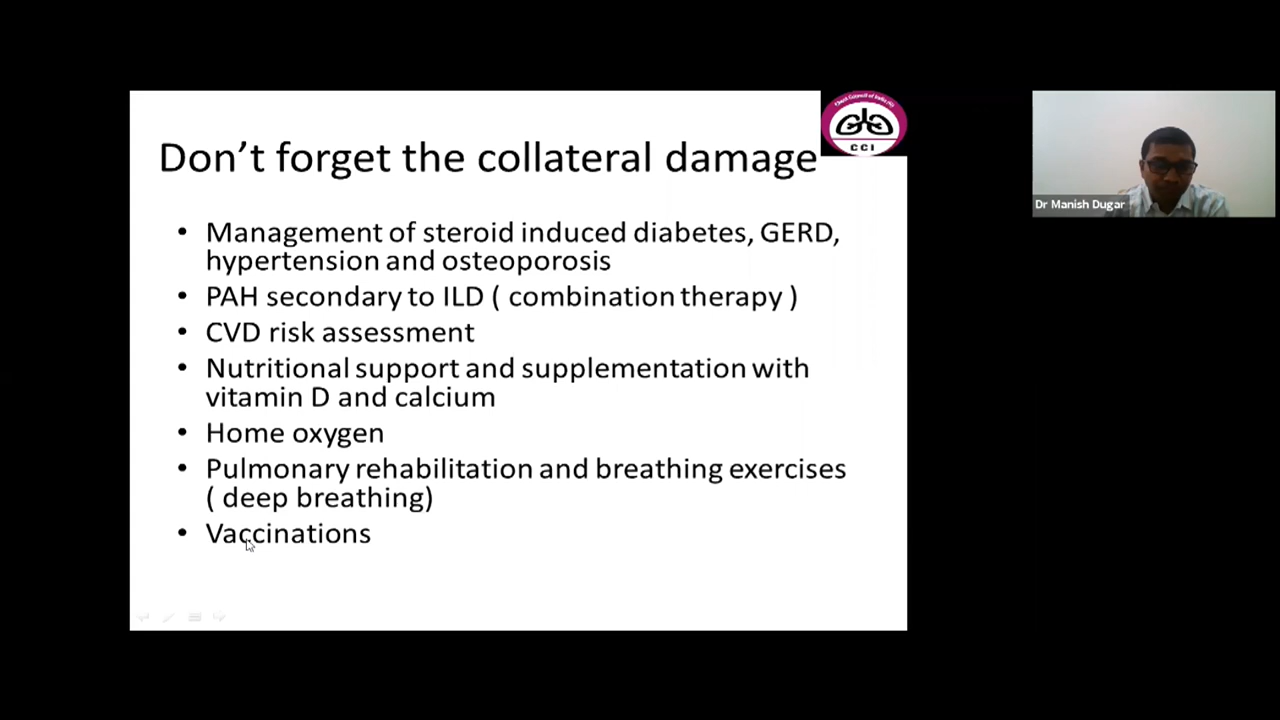 Don’t forget the collateral damage
CCI
• Management of steroid induced diabetes, GERD,
hypertension and osteoporosis
• PAH secondary to ILD ( combination therapy )
• CVD risk assessment
• Nutritional support and supplementation with
vitamin D and calcium
• Home oxygen
• Pulmonary rehabilitation and breathing exercises
( deep breathing)
• Vaccinations
Dr Manish Dugar